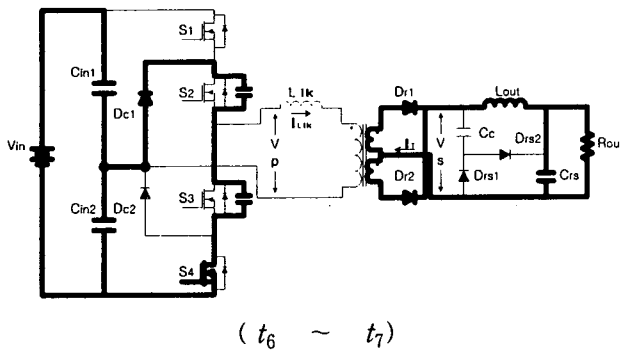 S1
Cin1
S2
Dc1
L lk
I Llk
Vin
V
p
Dr1
Lout
Cc
Drs2
V
s
Rou
Dr2
Drs1
Crs
Cin2
Dc2
S3
S4
( t6 ~ t7)